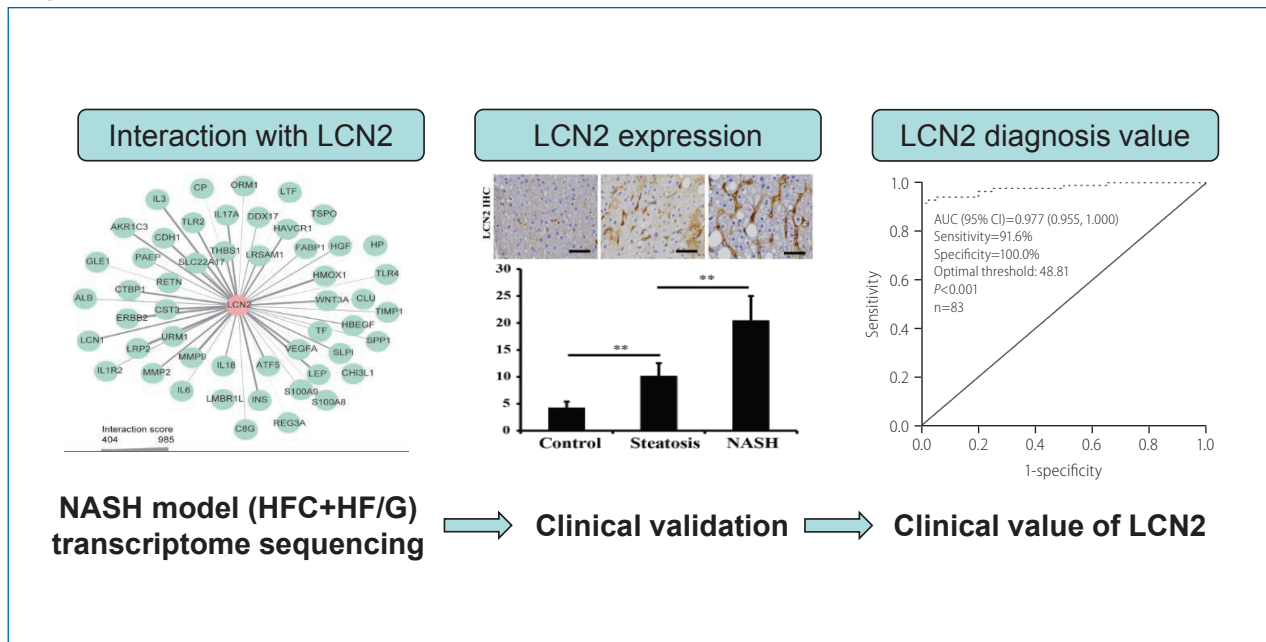 Interaction with LCN2
LCN2 expression
LCN2 diagnosis value
CP
ORM1
LTF
IL3
IL17A
DDX17
TSPO
AKR1C3
TLR2
HAVCR1
CDH1
THBS1
LRSAM1
FABP1
HGF
HP
GLE1
PAEP
SLC22A17
RETN
HMOX1
TLR4
ALB
CTBP1
LCN2
WNT3A
CLU
TIMP1
ERBB2
CST3
TF
HBEGF
LCN1
URM1
SPP1
LRP2
MMP9
VEGFA
SLPI
IL1R2
MMP2
IL18
ATF5
LEP
CHI3L1
IL6
LMBR1L
INS
S100A9
S100A8
C8G
REG3A
Interaction score
404 985
LCN2 IHC
30
25
20
15
10
5
0
**
**
Control Steatosis NASH
1.0
0.8
0.6
0.4
0.2
0.0
Sensitivity
AUC (95% CI)=0.977 (0.955, 1.000)
Sensitivity=91.6%
Specificity=100.0%
Optimal threshold: 48.81
P<0.001
n=83
0.0 0.2 0.4 0.6 0.8 1.0
1-specificity
NASH model (HFC+HF/G)
transcriptome sequencing
Clinical validation
Clinical value of LCN2